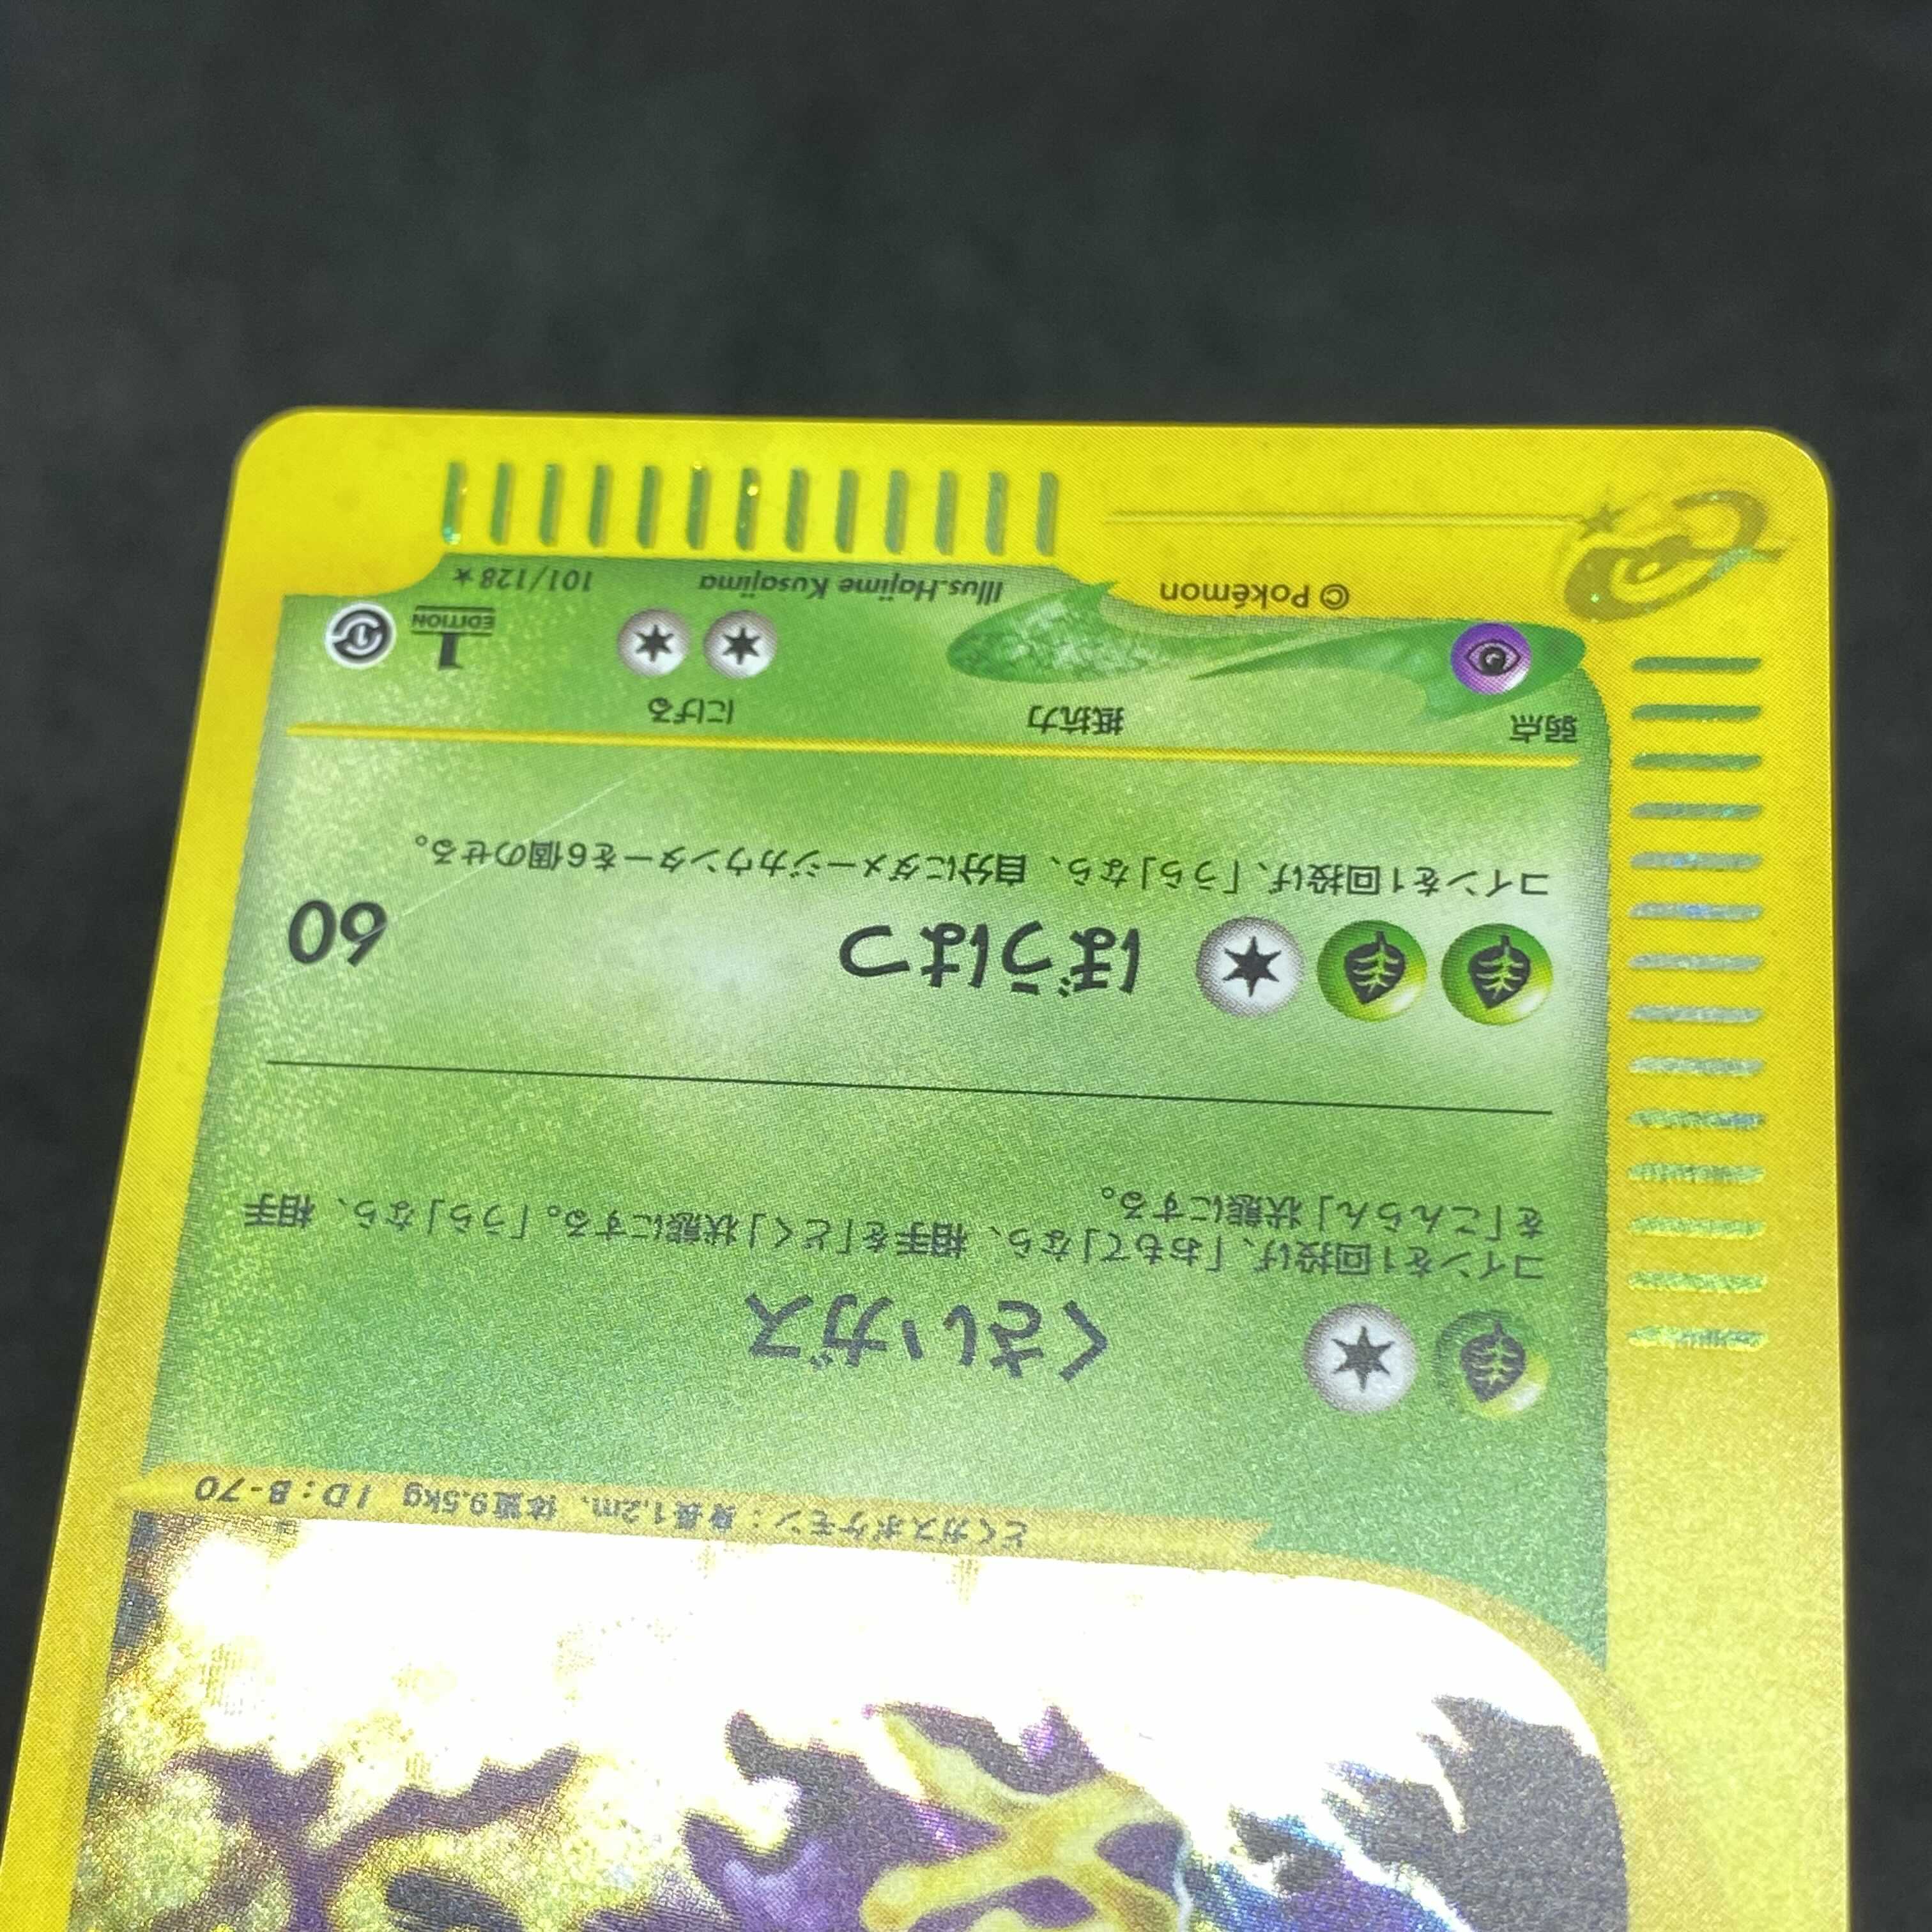 どくガスポケモン：身長1.2m、体重9.5kg ID:B-70
くさいガス
コインを1回投げ、「おもて」なら、相手を「どく」状態にする。「うら」なら、相手
を「こんらん」状態にする。
ぼうはつ 60
コインを1回投げ、「うら」なら、自分にダメージカウンターを6個のせる。
弱点 抵抗力 にげる
1 EDITION
© Pokémon Illus.Hajime Kusajima 101/128★